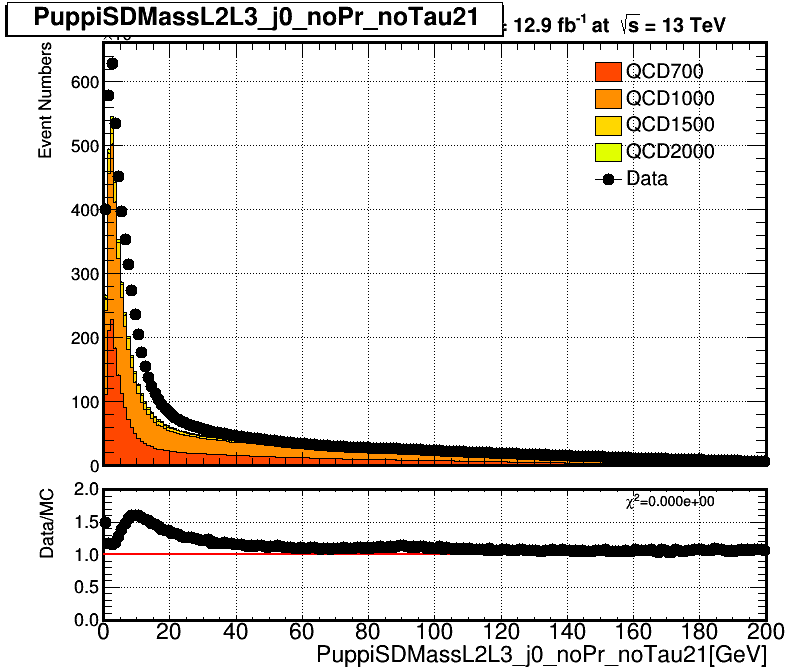 PuppiSDMassL2L3_j0_noPr_noTau21
= 12.9 fb-1 at √s = 13 TeV
Event Numbers
600
500
400
300
200
100
0
QCD700
QCD1000
QCD1500
QCD2000
Data
Data/MC
2.0
1.5
1.0
0.5
0.0
χ2=0.000e+00
0 20 40 60 80 100 120 140 160 180 200
PuppiSDMassL2L3_j0_noPr_noTau21[GeV]